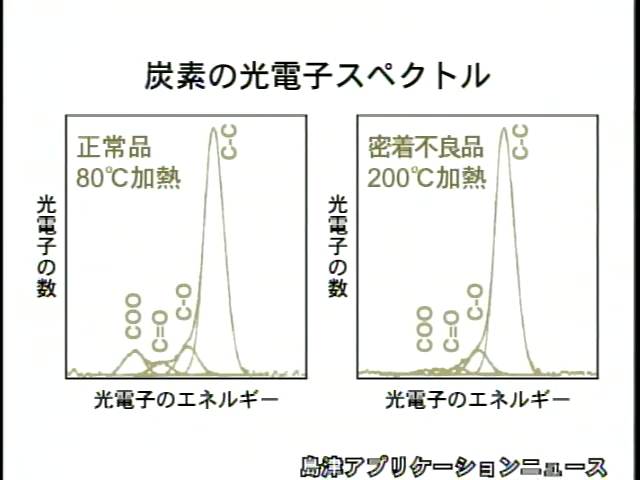 炭素の光電子スペクトル
正常品
80℃加熱
C-C
C-O
C=O
COO
光電子の数
光電子のエネルギー
密着不良品
200℃加熱
C-C
C-O
C=O
COO
光電子の数
光電子のエネルギー
島津アプリケーションニュース